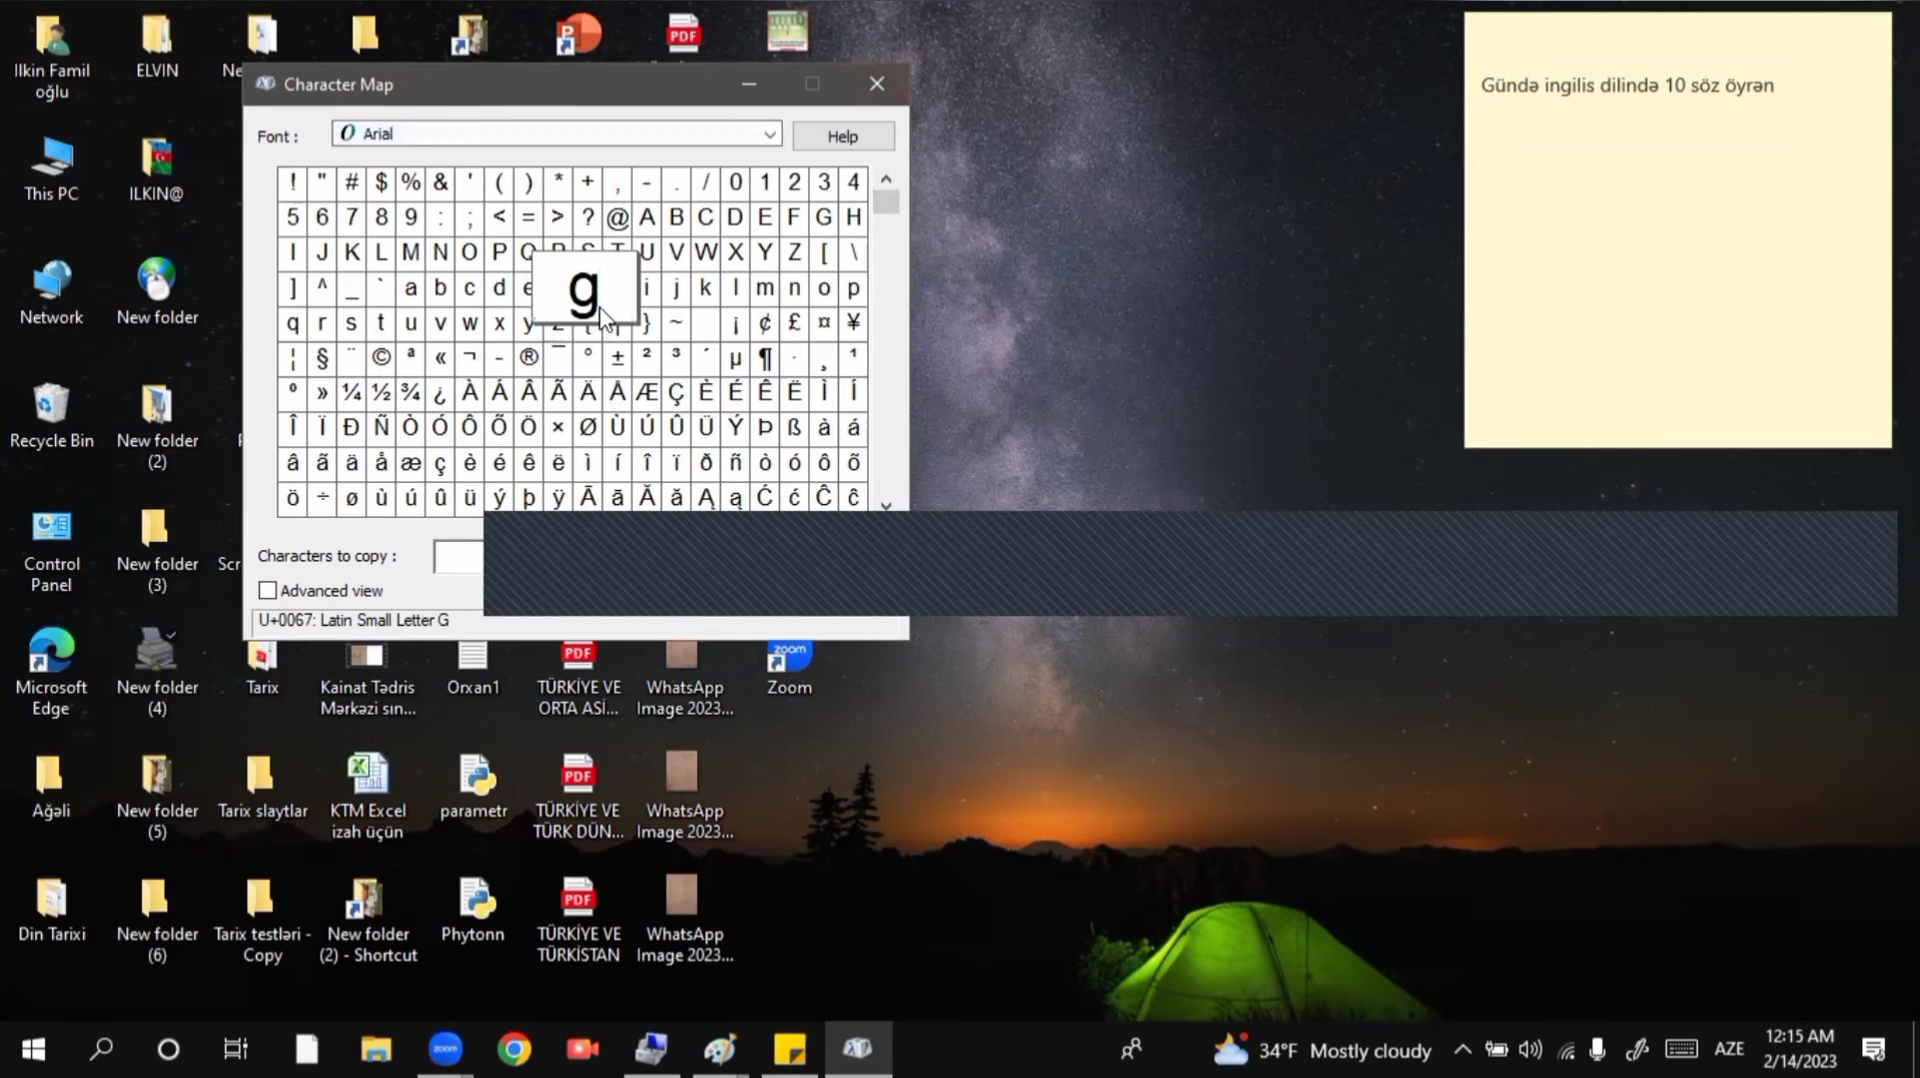 Ilkin Famil
oğlu
ELVIN
Character Map
Font :
Arial
Help
! " # $ % & ' ( ) * + , - . / 0 1 2 3 4
5 6 7 8 9 : ; < = > ? @ A B C D E F G H
I J K L M N O P U V W X Y Z [ \
] ^ _ ` a b c d e g i j k l m n o p
q r s t u v w x y } ~ ¡ ¢ £ ¤ ¥
¦ § ¨ © ª « ¬ - ® ¯ ° ± ² ³ ´ µ ¶ · ¸ ¹
º » ¼ ½ ¾ ¿ À Á Â Ã Ä Å Æ Ç È É Ê Ë Ì Í
Î Ï Ð Ñ Ò Ó Ô Õ Ö × Ø Ù Ú Û Ü Ý Þ ß à á
â ã ä å æ ç è é ê ë ì í î ï ð ñ ò ó ô õ
ö ÷ ø ù ú û ü ý þ ÿ Ā ā Ă ă Ą ą Ć ć Ĉ ĉ
Characters to copy :
Advanced view
U+0067: Latin Small Letter G
Gündə ingilis dilində 10 söz öyrən
This PC
ILKIN@
Network
New folder
Recycle Bin
New folder
(2)
Control
Panel
New folder
(3)
Microsoft
Edge
New folder
(4)
Tarix
Kainat Tədris
Mərkəzi sın...
Orxan1
PDF
TÜRKİYE VE
ORTA ASİ...
WhatsApp
Image 2023...
zoom
Zoom
Ağəli
New folder
(5)
Tarix slaytlar
KTM Excel
izah üçün
parametr
PDF
TÜRKİYE VE
TÜRK DÜN...
WhatsApp
Image 2023...
Din Tarixi
New folder
(6)
Tarix testləri -
Copy
New folder
(2) - Shortcut
Phytonn
PDF
TÜRKİYE VE
TÜRKİSTAN
WhatsApp
Image 2023...
PDF
zoom
34°F Mostly cloudy
AZE
12:15 AM
2/14/2023